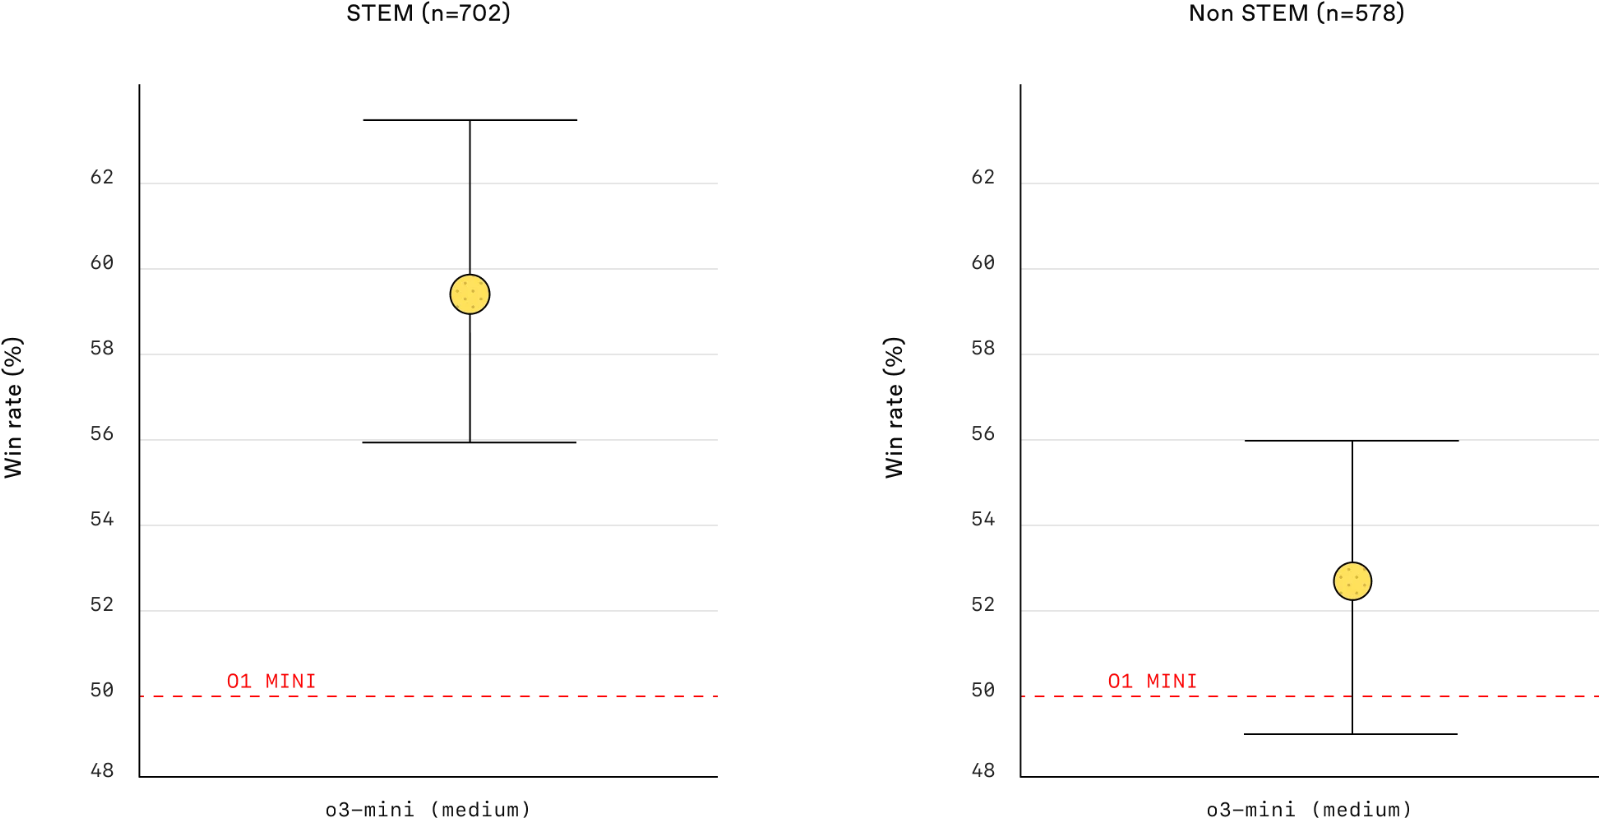 STEM (n=702)
Win rate (%)
62
60
58
56
54
52
50
48
O1 MINI
o3-mini (medium)
Non STEM (n=578)
Win rate (%)
62
60
58
56
54
52
50
48
O1 MINI
o3-mini (medium)